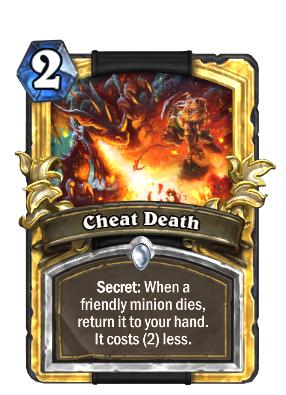 2
Cheat Death
Secret: When a
friendly minion dies,
return it to your hand.
It costs (2) less.